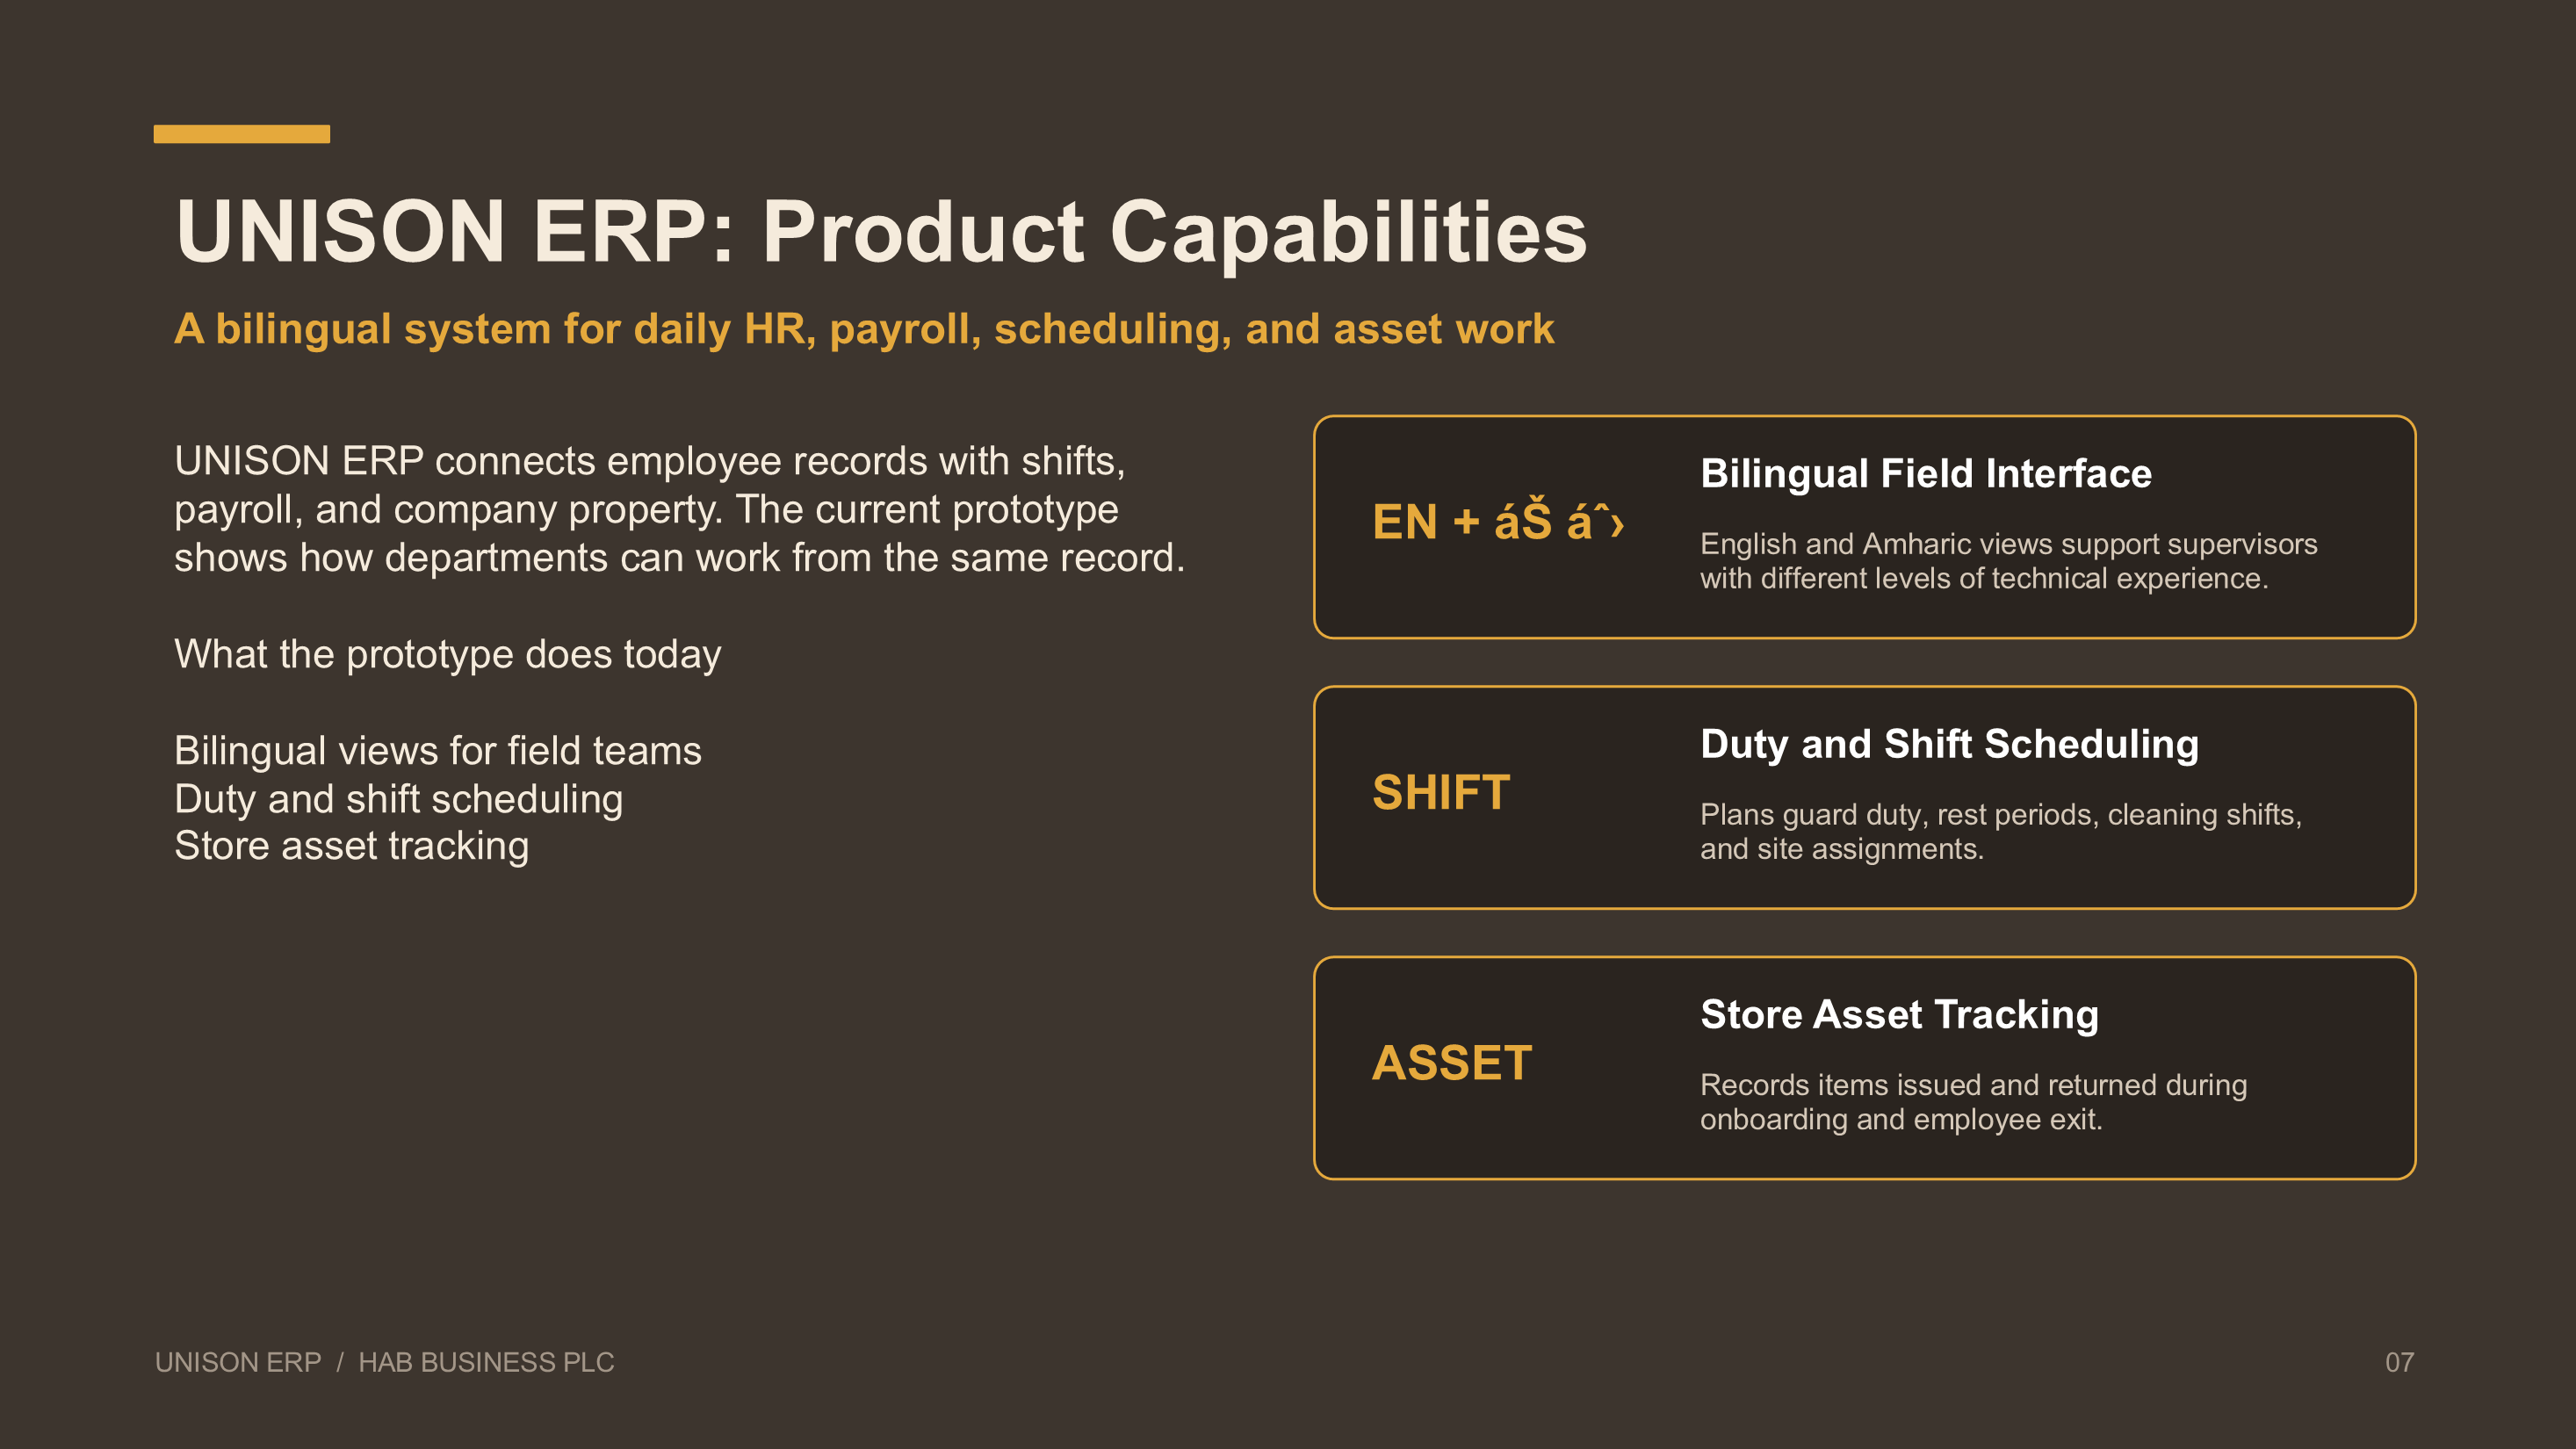 UNISON ERP: Product Capabilities
A bilingual system for daily HR, payroll, scheduling, and asset work
UNISON ERP connects employee records with shifts,
payroll, and company property. The current prototype
shows how departments can work from the same record.
What the prototype does today
Bilingual views for field teams
Duty and shift scheduling
Store asset tracking
EN + áŠ áˆ›
Bilingual Field Interface
English and Amharic views support supervisors
with different levels of technical experience.
SHIFT
Duty and Shift Scheduling
Plans guard duty, rest periods, cleaning shifts,
and site assignments.
ASSET
Store Asset Tracking
Records items issued and returned during
onboarding and employee exit.
UNISON ERP / HAB BUSINESS PLC
07